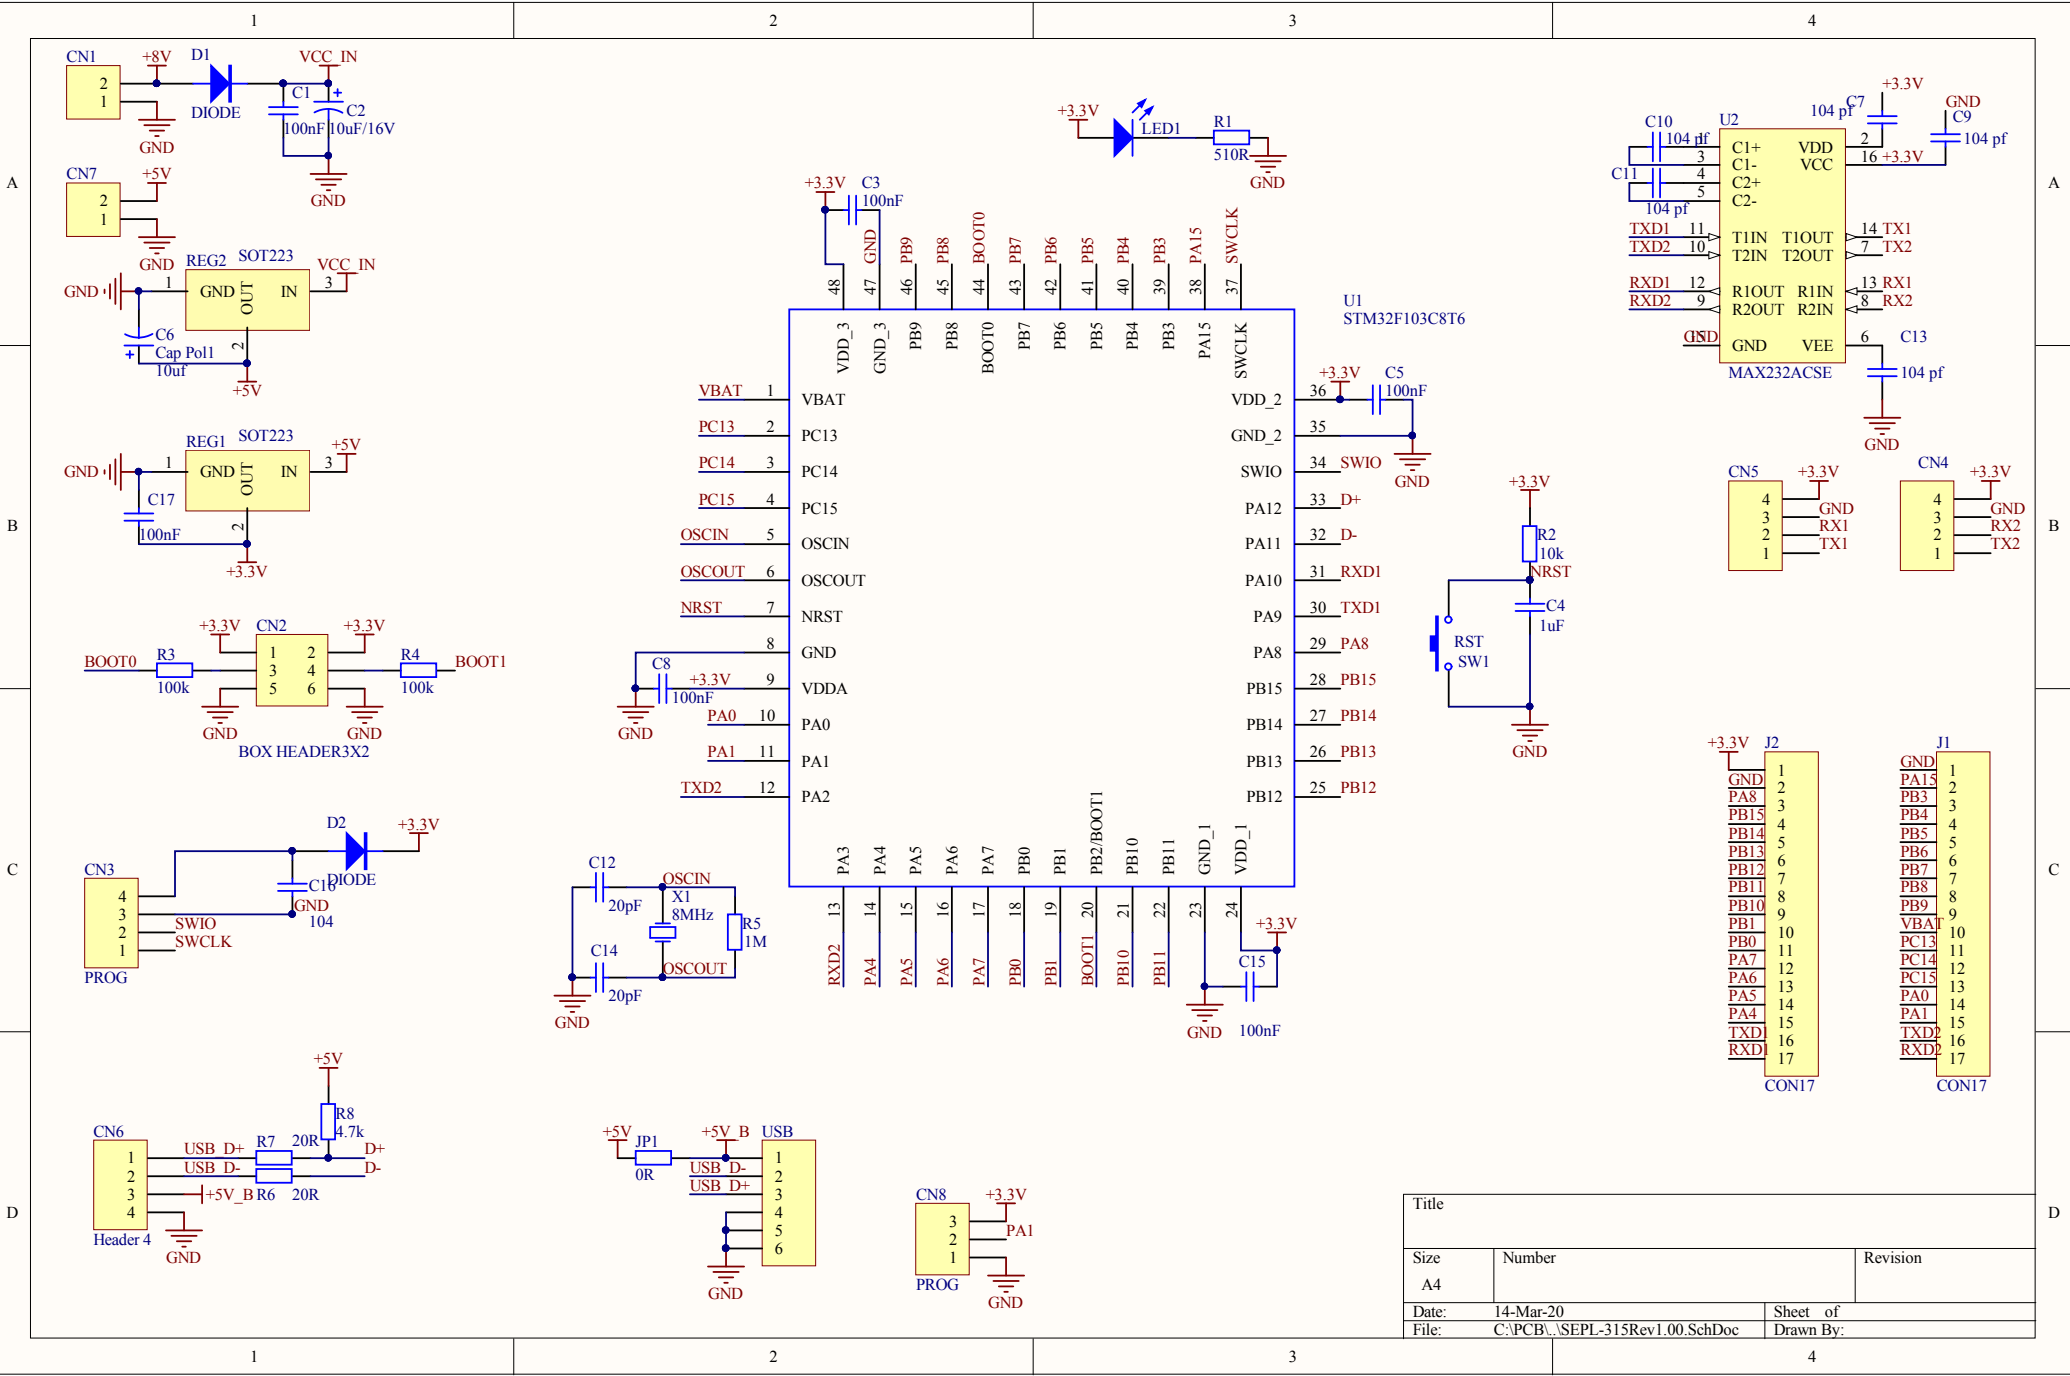 1 2 3 4
A
B
C
D
CN1
+8V
D1
VCC_IN
2
1
DIODE
C1
100nF
+
C2
10uF/16V
GND
GND
CN7
+5V
2
1
GND
REG2 SOT223
VCC_IN
GND
1 GND OUT IN 3
2
C6
Cap Pol1
10uf
+
+5V
REG1 SOT223
+5V
GND
1 GND OUT IN 3
2
C17
100nF
+3.3V
+3.3V CN2 +3.3V
BOOT0 R3 R4 BOOT1
100k 100k
1 2
3 4
5 6
GND GND
BOX HEADER3X2
D2
+3.3V
DIODE
CN3
4
3
2
1
C16
GND
104
SWIO
SWCLK
PROG
+5V
R8
4.7k
CN6
1
2
3
4
USB_D+ R7 20R D+
USB_D- D-
+5V_B R6 20R
Header 4
GND
+3.3V
LED1
R1
510R
GND
+3.3V
C3
100nF
GND
PB9
PB8
BOOT0
PB7
PB6
PB5
PB4
PB3
PA15
SWCLK
48 47 46 45 44 43 42 41 40 39 38 37
VDD_3
GND_3
PB9
PB8
BOOT0
PB7
PB6
PB5
PB4
PB3
PA15
SWCLK
U1
STM32F103C8T6
VBAT 1 VBAT
PC13 2 PC13
PC14 3 PC14
PC15 4 PC15
OSCIN 5 OSCIN
OSCOUT 6 OSCOUT
NRST 7 NRST
8 GND
C8
+3.3V 9 VDDA
100nF
GND
PA0 10 PA0
PA1 11 PA1
TXD2 12 PA2
VDD_2 36 +3.3V
C5
100nF
GND_2 35
GND
SWIO 34 SWIO
PA12 33 D+
PA11 32 D-
PA10 31 RXD1
PA9 30 TXD1
PA8 29 PA8
PB15 28 PB15
PB14 27 PB14
PB13 26 PB13
PB12 25 PB12
PA3
PA4
PA5
PA6
PA7
PB0
PB1
PB2/BOOT1
PB10
PB11
GND_1
VDD_1
13 14 15 16 17 18 19 20 21 22 23 24
RXD2
PA4
PA5
PA6
PA7
PB0
PB1
BOOT1
PB10
PB11
+3.3V
C15
100nF
GND
C12
20pF
OSCIN
X1
8MHz
R5
1M
C14
20pF
OSCOUT
GND
+5V JP1 +5V_B USB
0R
USB_D-
USB_D+
1
2
3
4
5
6
GND
CN8
+3.3V
3
2
1
PA1
PROG
GND
+3.3V
R2
10k
NRST
C4
1uF
RST
SW1
GND
U2
C10
104 pf
C11
104 pf
1 C1+
3 C1-
4 C2+
5 C2-
VDD 2
VCC 16 +3.3V
C7
104 pf
+3.3V
GND
C9
104 pf
TXD1 11 T1IN T1OUT 14 TX1
TXD2 10 T2IN T2OUT 7 TX2
RXD1 12 R1OUT R1IN 13 RX1
RXD2 9 R2OUT R2IN 8 RX2
GND 15 GND VEE 6
C13
104 pf
MAX232ACSE
GND
CN5
+3.3V
4
3 GND
2 RX1
1 TX1
CN4
+3.3V
4
3 GND
2 RX2
1 TX2
+3.3V J2
1
GND 2
PA8 3
PB15 4
PB14 5
PB13 6
PB12 7
PB11 8
PB10 9
PB1 10
PB0 11
PA7 12
PA6 13
PA5 14
PA4 15
TXD1 16
RXD1 17
CON17
J1
GND 1
PA15 2
PB3 3
PB4 4
PB5 5
PB6 6
PB7 7
PB8 8
PB9 9
VBAT 10
PC13 11
PC14 12
PC15 13
PA0 14
PA1 15
TXD2 16
RXD2 17
CON17
Title
Size Number Revision
A4
Date: 14-Mar-20 Sheet of
File: C:\PCB\..\SEPL-315Rev1.00.SchDoc Drawn By:
A
B
C
D
1 2 3 4